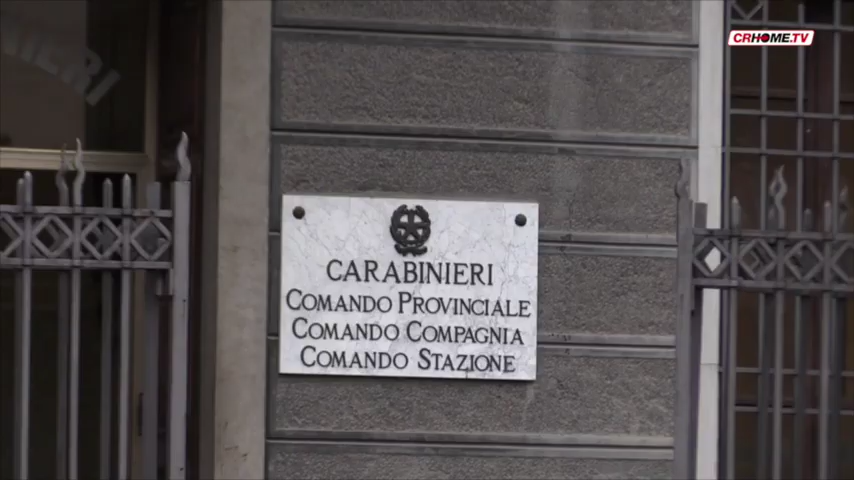 CRHOME.TV
CARABINIERI
COMANDO PROVINCIALE
COMANDO COMPAGNIA
COMANDO STAZIONE